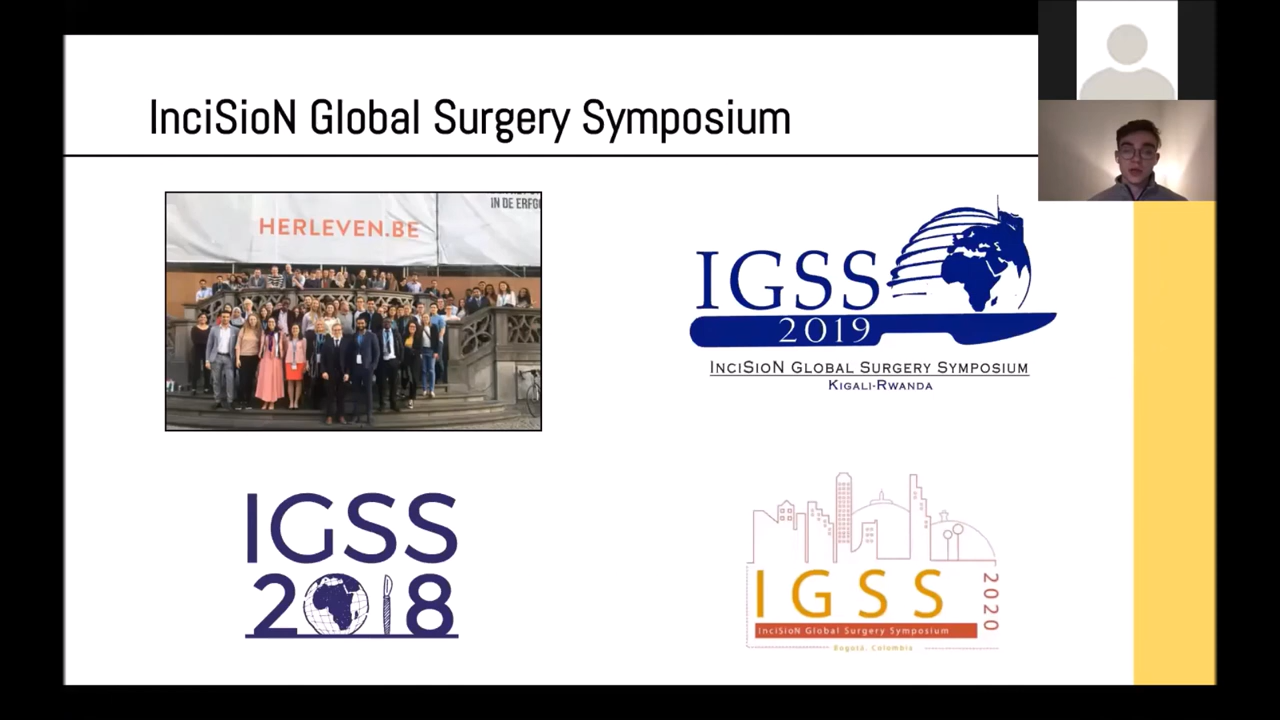 InciSioN Global Surgery Symposium
HERLEVEN.BE
IN DE ERFG
IGSS
2019
INCISION GLOBAL SURGERY SYMPOSIUM
KIGALI-RWANDA
IGSS
2018
IGSS
2020
InciSioN Global Surgery Symposium
Bogotá, Colombia